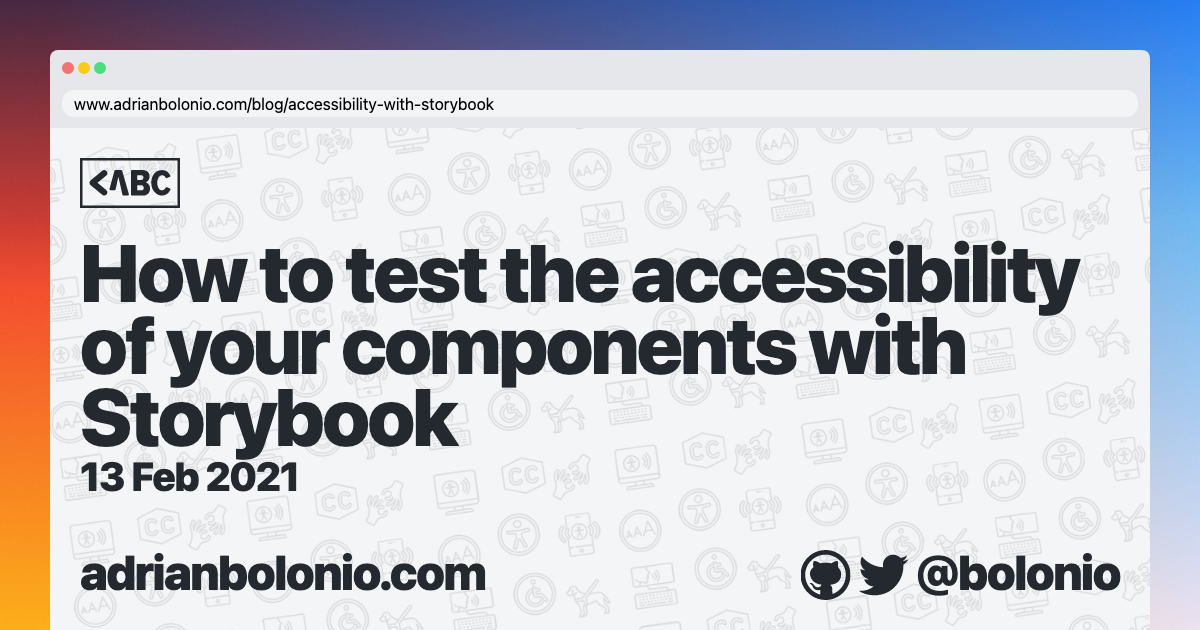 www.adrianbolonio.com/blog/accessibility-with-storybook
<ABC
How to test the accessibility
of your components with
Storybook
13 Feb 2021
adrianbolonio.com
@bolonio